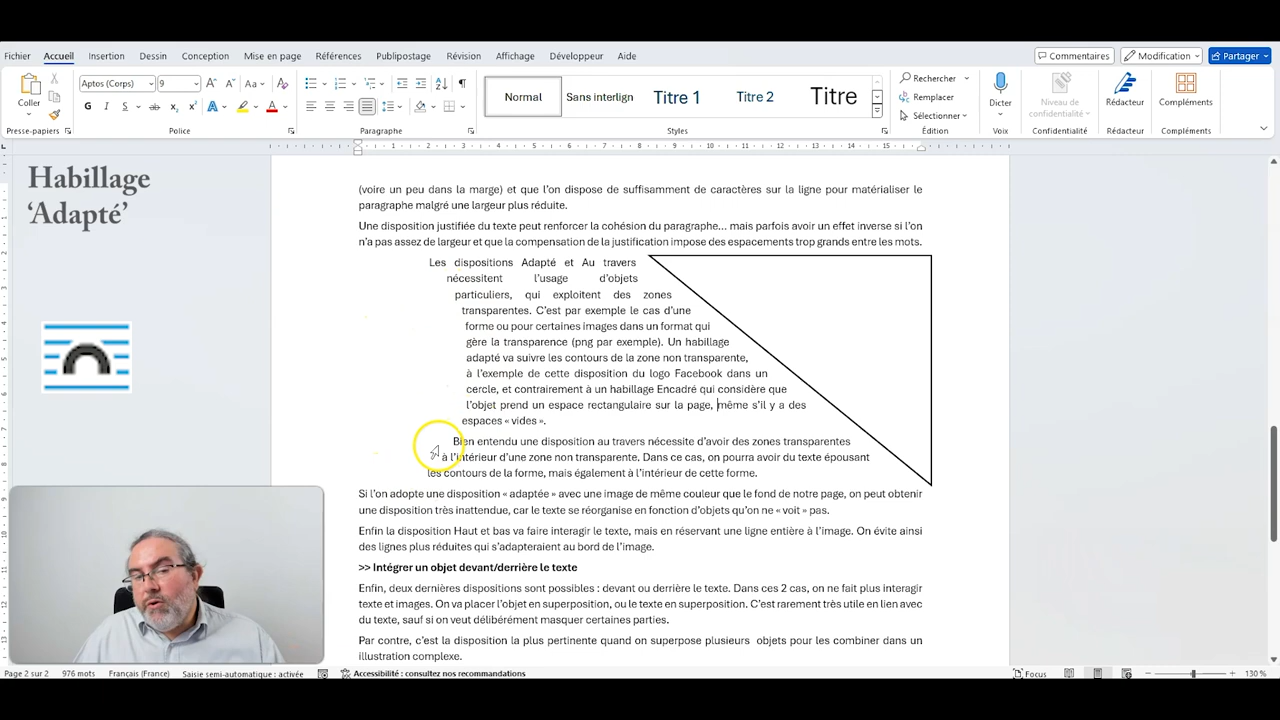 Fichier Accueil Insertion Dessin Conception Mise en page Références Publipostage Révision Affichage Développeur Aide
Commentaires Modification Partager
Coller
Presse-papiers
Aptos (Corps) 9
Aa
G I S ab x₂ x² A A
Police
Paragraphe
Normal Sans interlign Titre 1 Titre 2 Titre
Styles
Rechercher
Remplacer
Sélectionner
Édition
Dicter
Voix
Niveau de confidentialité
Confidentialité
Rédacteur
Rédacteur
Compléments
Compléments
1 2 3 4 5 6 7 8 9 10 11 12 13 14 15
Habillage
‘Adapté’
(voire un peu dans la marge) et que l’on dispose de suffisamment de caractères sur la ligne pour matérialiser le
paragraphe malgré une largeur plus réduite.
Une disposition justifiée du texte peut renforcer la cohésion du paragraphe... mais parfois avoir un effet inverse si l’on
n’a pas assez de largeur et que la compensation de la justification impose des espacements trop grands entre les mots.
Les dispositions Adapté et Au travers
nécessitent l’usage d’objets
particuliers, qui exploitent des zones
transparentes. C’est par exemple le cas d’une
forme ou pour certaines images dans un format qui
gère la transparence (png par exemple). Un habillage
adapté va suivre les contours de la zone non transparente,
à l’exemple de cette disposition du logo Facebook dans un
cercle, et contrairement à un habillage Encadré qui considère que
l’objet prend un espace rectangulaire sur la page, même s’il y a des
espaces « vides ».
Bien entendu une disposition au travers nécessite d’avoir des zones transparentes
à l’intérieur d’une zone non transparente. Dans ce cas, on pourra avoir du texte épousant
les contours de la forme, mais également à l’intérieur de cette forme.
Si l’on adopte une disposition « adaptée » avec une image de même couleur que le fond de notre page, on peut obtenir
une disposition très inattendue, car le texte se réorganise en fonction d’objets qu’on ne « voit » pas.
Enfin la disposition Haut et bas va faire interagir le texte, mais en réservant une ligne entière à l’image. On évite ainsi
des lignes plus réduites qui s’adapteraient au bord de l’image.
>> Intégrer un objet devant/derrière le texte
Enfin, deux dernières dispositions sont possibles : devant ou derrière le texte. Dans ces 2 cas, on ne fait plus interagir
texte et images. On va placer l’objet en superposition, ou le texte en superposition. C’est rarement très utile en lien avec
du texte, sauf si on veut délibérément masquer certaines parties.
Par contre, c’est la disposition la plus pertinente quand on superpose plusieurs objets pour les combiner dans un
illustration complexe.
Page 2 sur 2 976 mots Français (France) Saisie semi-automatique : activée Accessibilité : consultez nos recommandations Focus 130 %